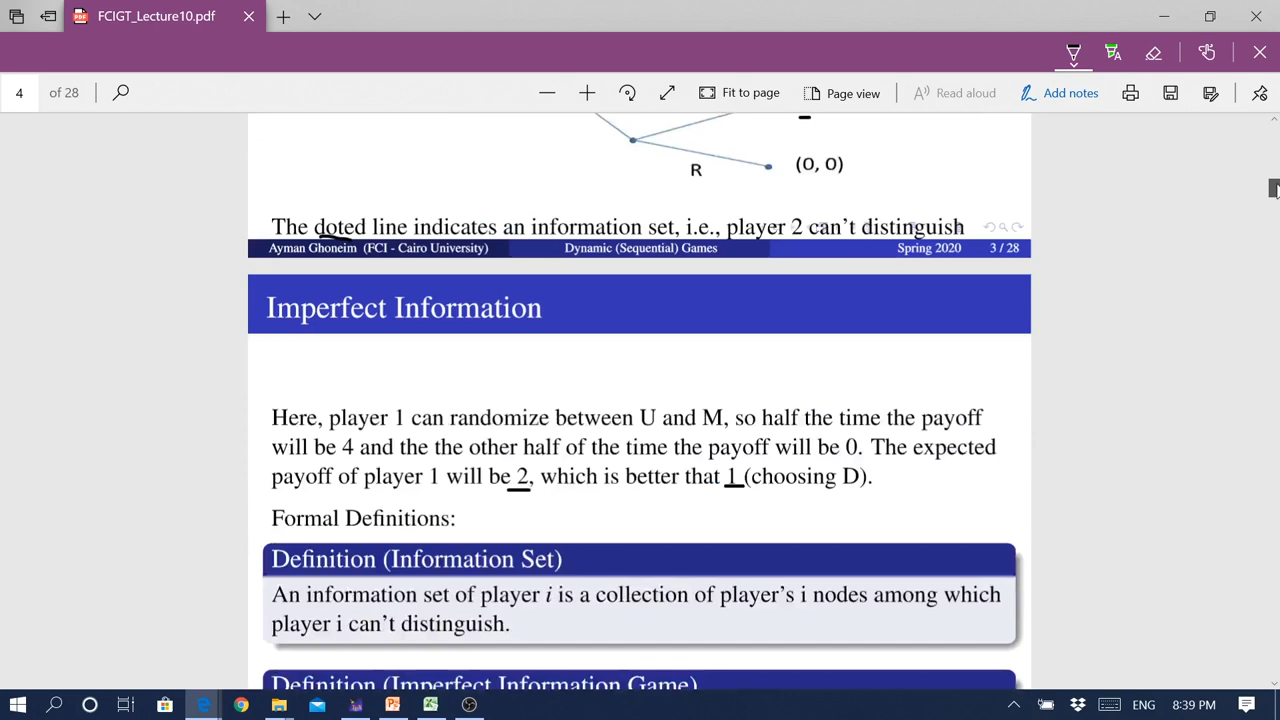 FCIGT_Lecture10.pdf
4 of 28 Fit to page Page view Read aloud Add notes
(0, 0)
R
The doted line indicates an information set, i.e., player 2 can't distinguish
Ayman Ghoneim (FCI - Cairo University) Dynamic (Sequential) Games Spring 2020 3 / 28
Imperfect Information
Here, player 1 can randomize between U and M, so half the time the payoff
will be 4 and the the other half of the time the payoff will be 0. The expected
payoff of player 1 will be 2, which is better that 1 (choosing D).
Formal Definitions:
Definition (Information Set)
An information set of player i is a collection of player's i nodes among which
player i can't distinguish.
Definition (Imperfect Information Game)
ENG 8:39 PM